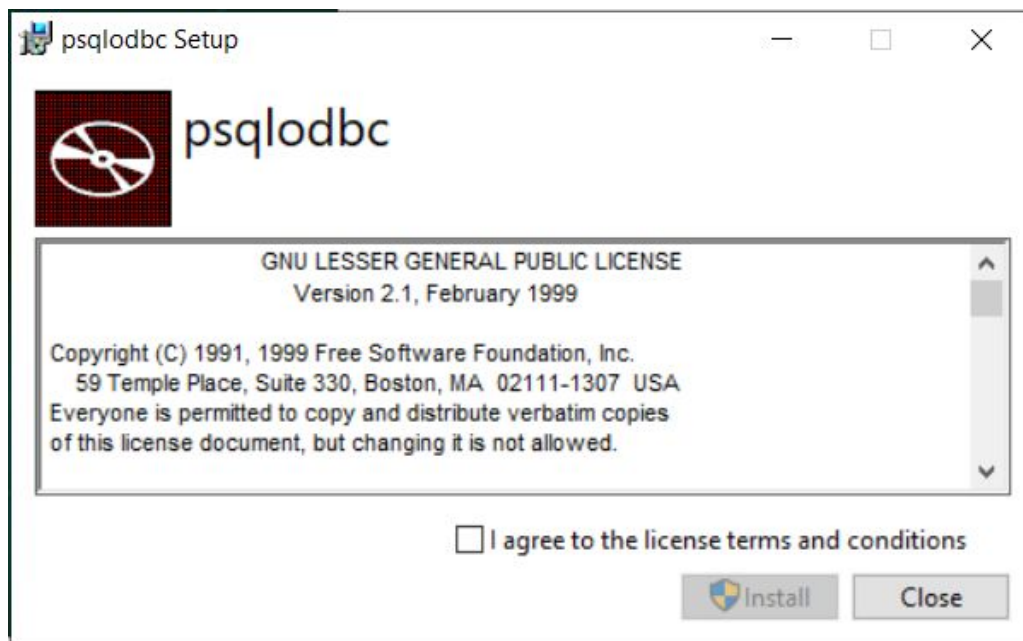 psqlodbc Setup
psqlodbc
GNU LESSER GENERAL PUBLIC LICENSE
Version 2.1, February 1999
Copyright (C) 1991, 1999 Free Software Foundation, Inc.
59 Temple Place, Suite 330, Boston, MA  02111-1307  USA
Everyone is permitted to copy and distribute verbatim copies
of this license document, but changing it is not allowed.
I agree to the license terms and conditions
Install Close